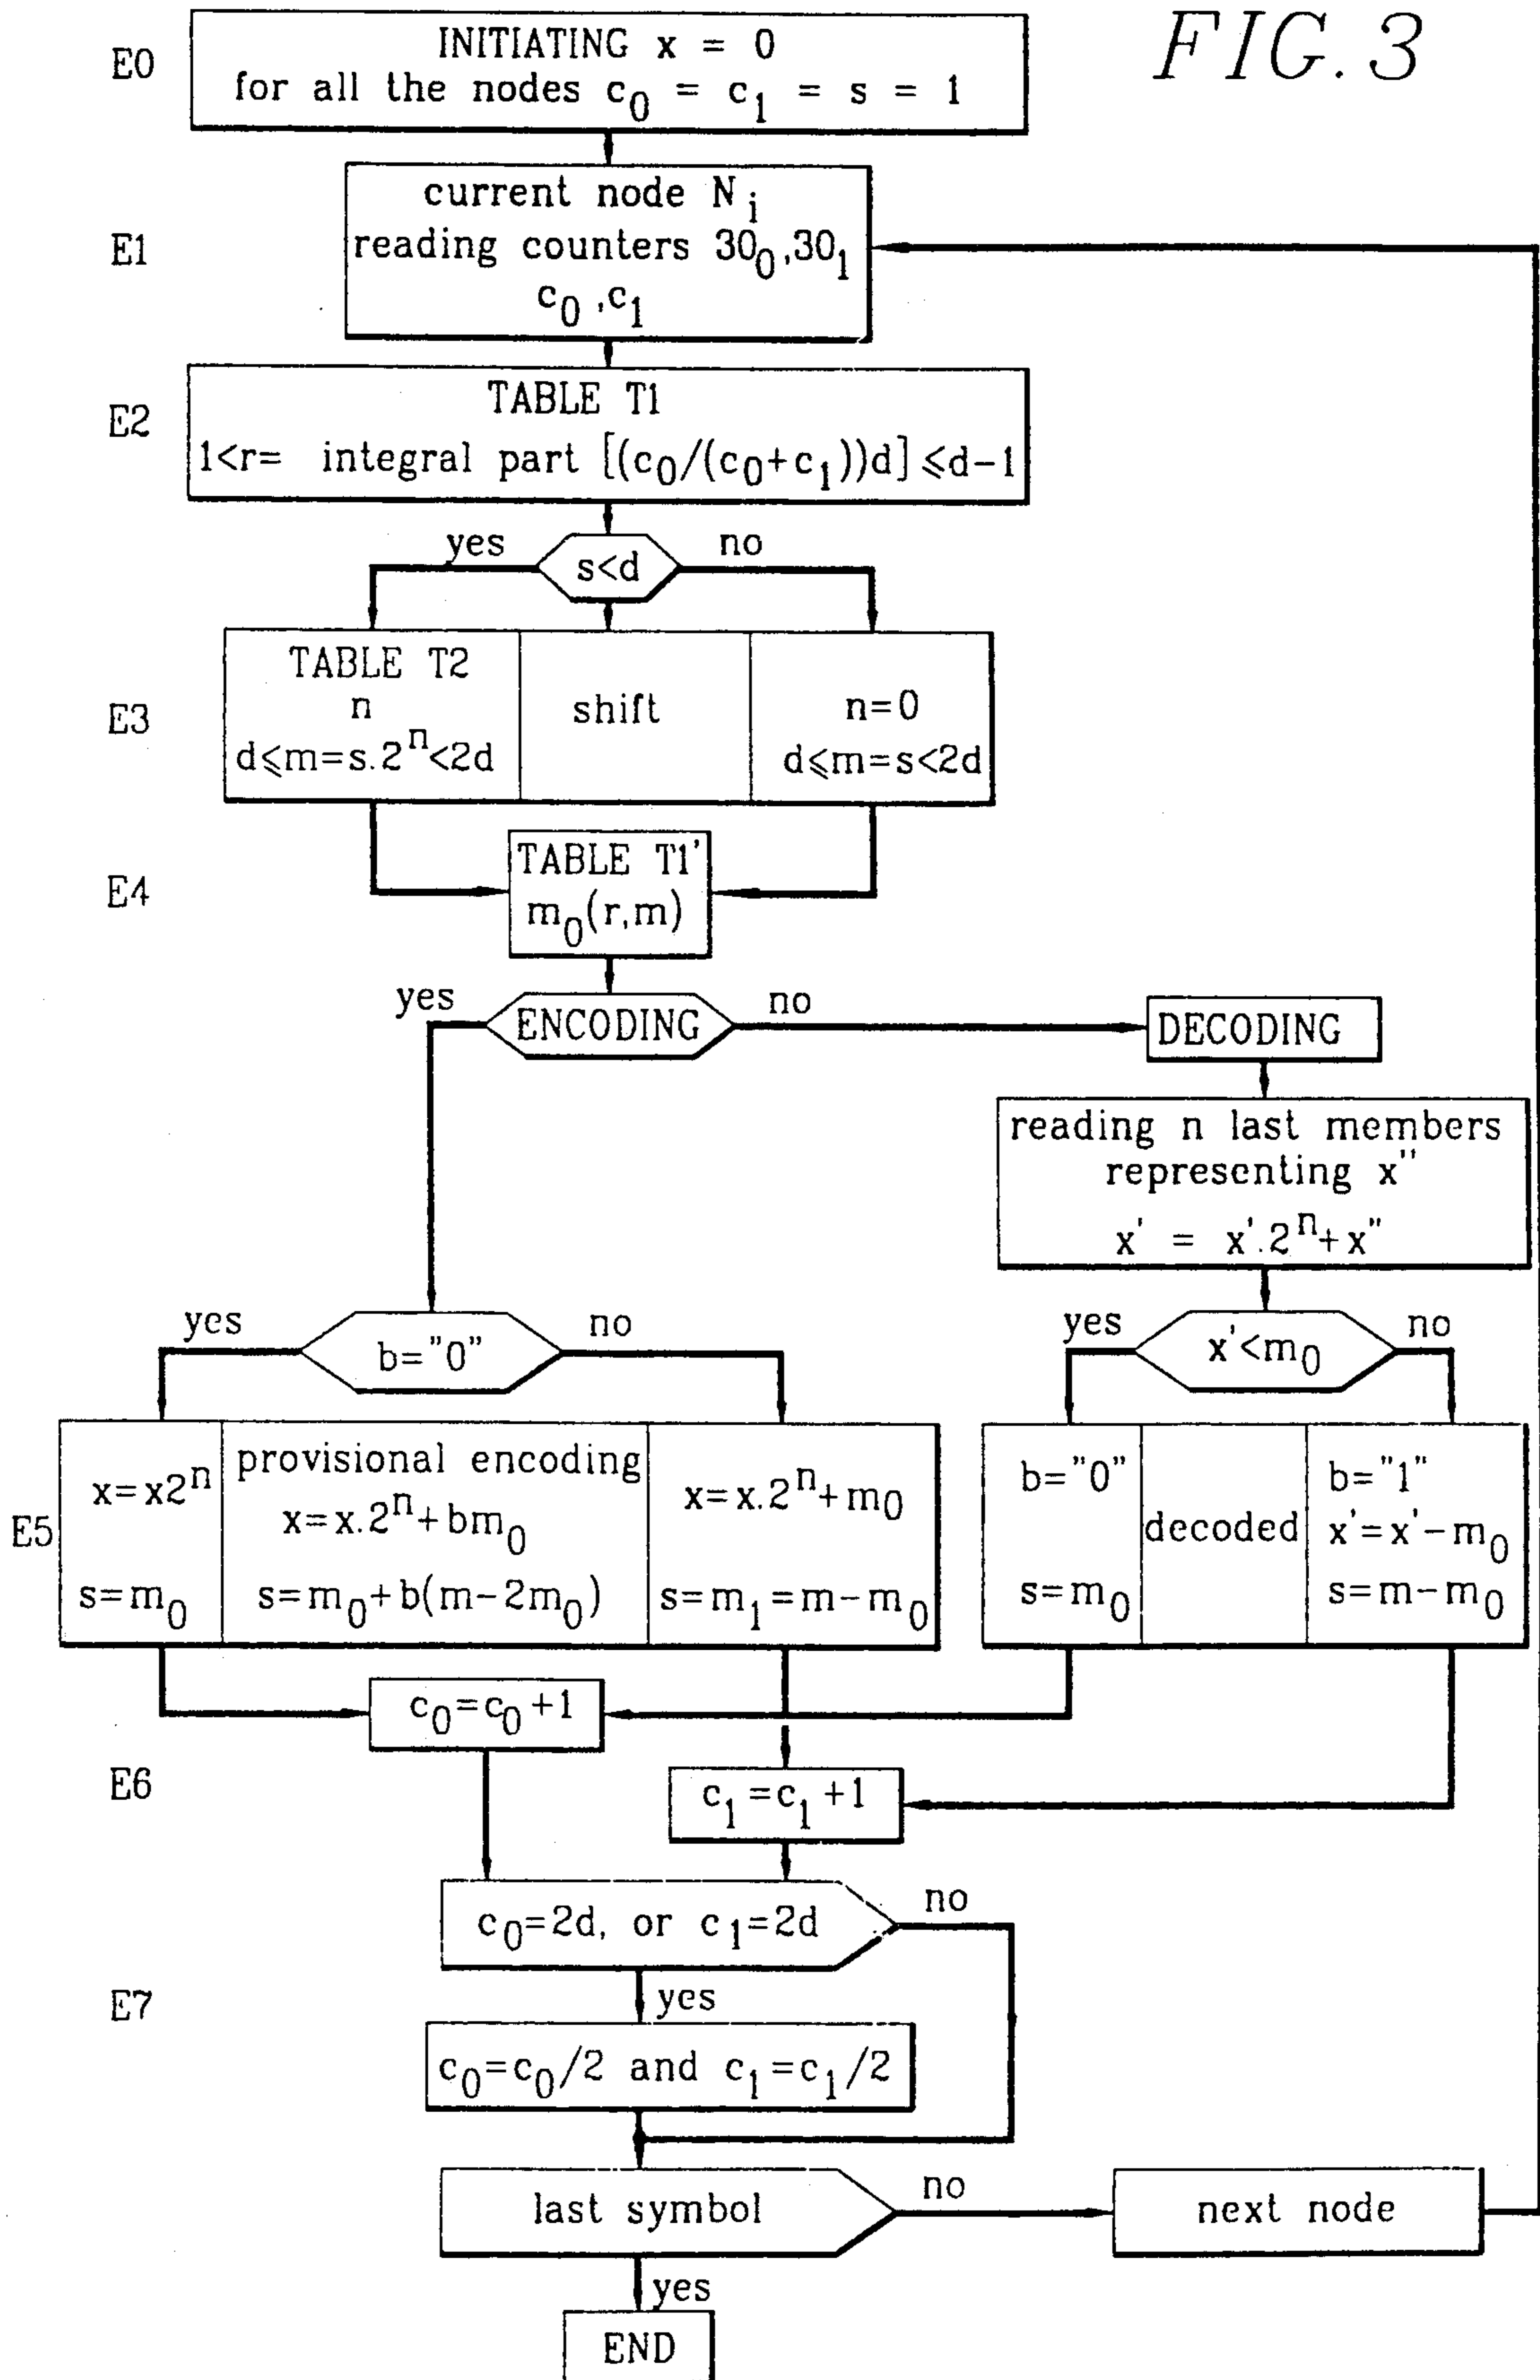 FIG. 3
E0
INITIATING x = 0
for all the nodes c₀ = c₁ = s = 1
E1
current node Nᵢ
reading counters 30₀,30₁
c₀ ,c₁
E2
TABLE T1
1<r= integral part [(c₀/(c₀+c₁))d] ⩽d-1
yes
s<d
no
E3
TABLE T2
n
d⩽m=s.2ⁿ<2d
shift
n=0
d⩽m=s<2d
E4
TABLE T1'
m₀(r,m)
yes
ENCODING
no
DECODING
reading n last members
representing x"
x' = x'.2ⁿ+x"
yes
b="0"
no
yes
x'<m₀
no
E5
x=x2ⁿ
s=m₀
provisional encoding
x=x.2ⁿ+bm₀
s=m₀+b(m-2m₀)
x=x.2ⁿ+m₀
s=m₁=m-m₀
b="0"
s=m₀
decoded
b="1"
x'=x'-m₀
s=m-m₀
c₀=c₀+1
E6
c₁=c₁+1
c₀=2d, or c₁=2d
no
E7
yes
c₀=c₀/2 and c₁=c₁/2
last symbol
no
next node
yes
END